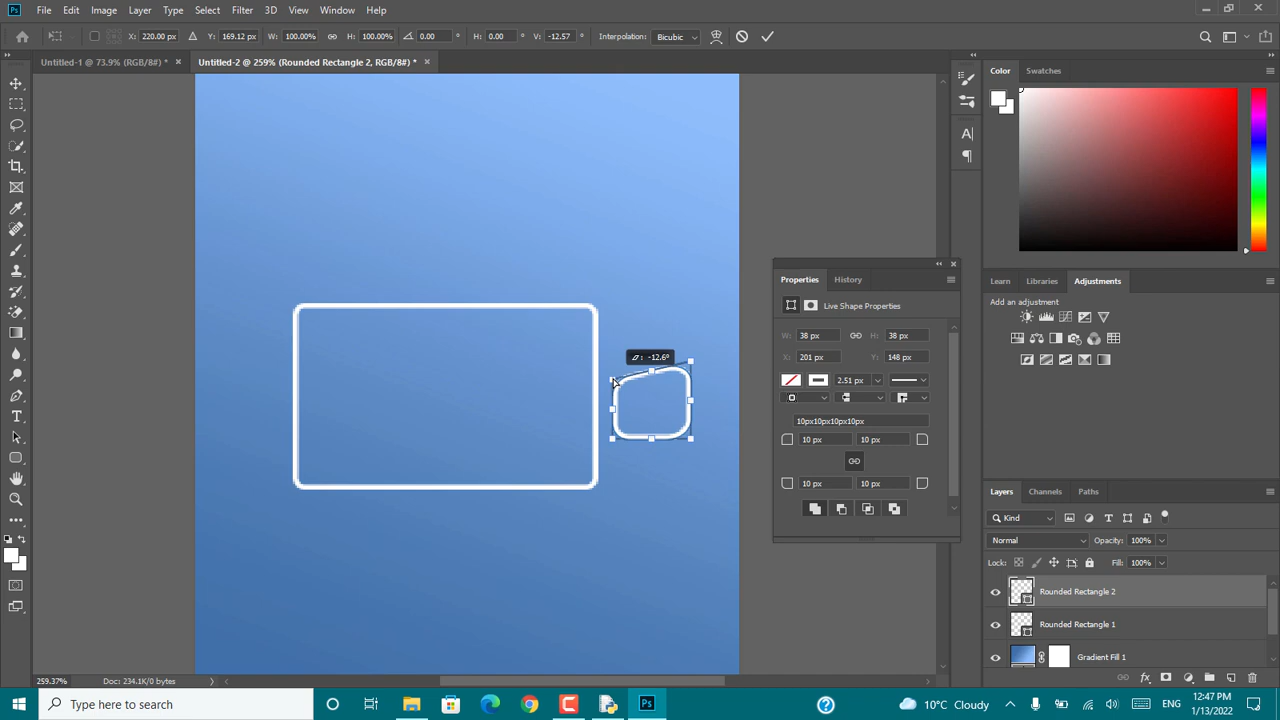 Ps File Edit Image Layer Type Select Filter 3D View Window Help
X: 220.00 px Y: 169.12 px W: 100.00% H: 100.00% 0.00 ° H: 0.00 ° V: -12.57 ° Interpolation: Bicubic
Untitled-1 @ 73.9% (RGB/8#) * × Untitled-2 @ 259% (Rounded Rectangle 2, RGB/8#) * ×
Color Swatches
-12.6°
Properties History
Live Shape Properties
W: 38 px H: 38 px
X: 201 px Y: 148 px
2.51 px
10px10px10px10px
10 px 10 px
10 px 10 px
Learn Libraries Adjustments
Add an adjustment
Layers Channels Paths
Kind
Normal Opacity: 100%
Lock: Fill: 100%
Rounded Rectangle 2
Rounded Rectangle 1
Gradient Fill 1
259.37% Doc: 234.1K/0 bytes
Type here to search
Ps
10°C Cloudy ENG 12:47 PM
1/13/2022